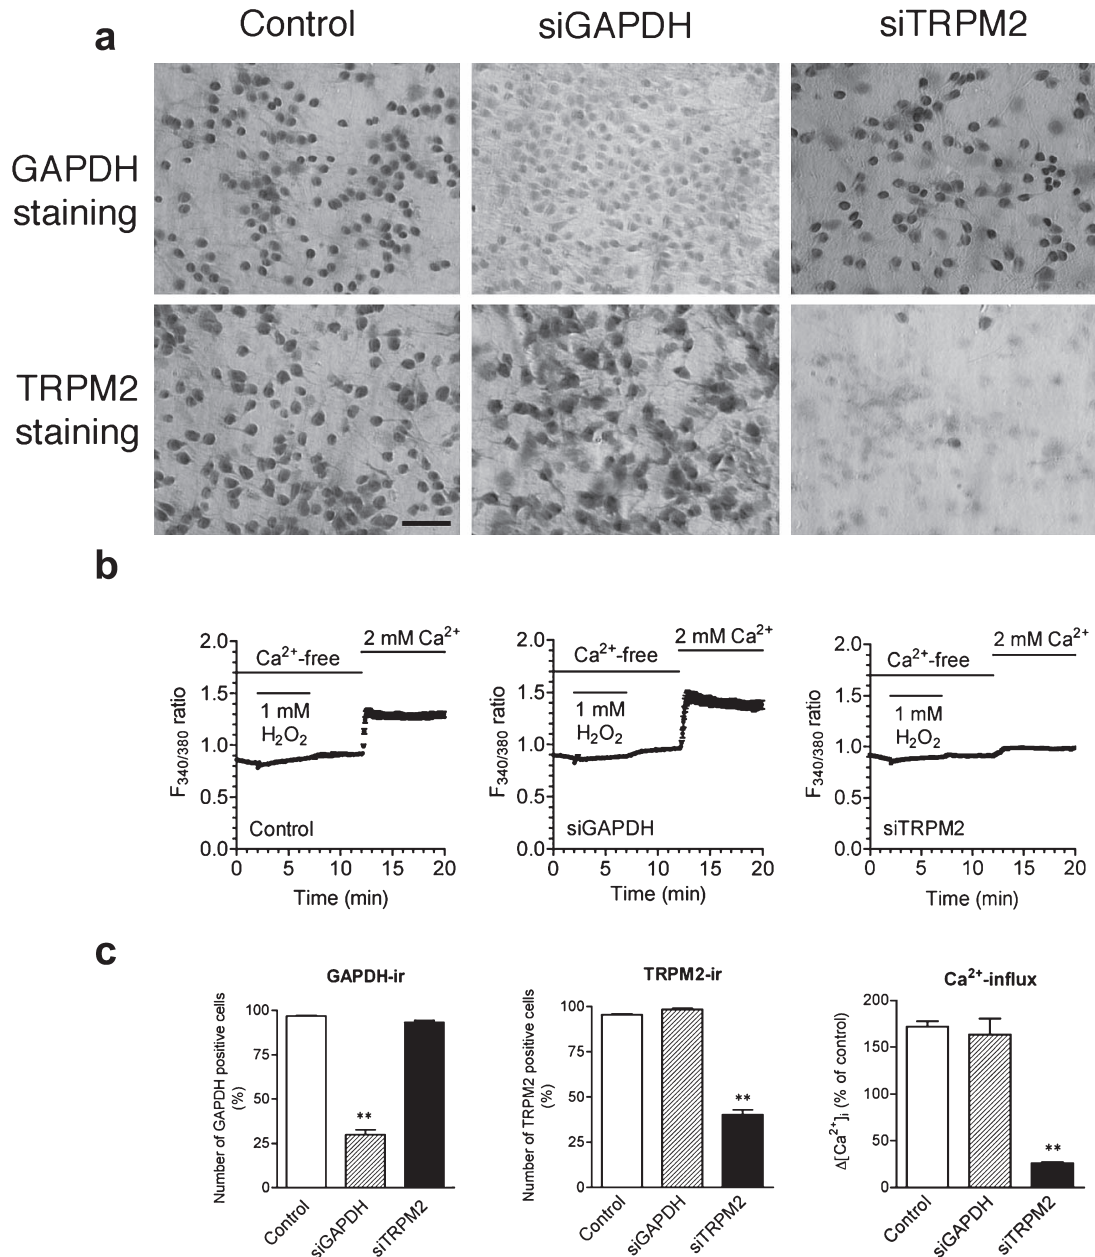 a
Control
siGAPDH
siTRPM2
GAPDH
staining
TRPM2
staining
b
F340/380 ratio
2.0
1.5
1.0
0.5
0.0
Ca²⁺-free
2 mM Ca²⁺
1 mM
H₂O₂
Control
0 5 10 15 20
Time (min)
F340/380 ratio
2.0
1.5
1.0
0.5
0.0
Ca²⁺-free
2 mM Ca²⁺
1 mM
H₂O₂
siGAPDH
0 5 10 15 20
Time (min)
F340/380 ratio
2.0
1.5
1.0
0.5
0.0
Ca²⁺-free
2 mM Ca²⁺
1 mM
H₂O₂
siTRPM2
0 5 10 15 20
Time (min)
c
GAPDH-ir
Number of GAPDH positive cells
(%)
100
75
50
25
0
**
Control
siGAPDH
siTRPM2
TRPM2-ir
Number of TRPM2 positive cells
(%)
100
75
50
25
0
**
Control
siGAPDH
siTRPM2
Ca²⁺-influx
Δ[Ca²⁺]i (% of control)
200
150
100
50
0
**
Control
siGAPDH
siTRPM2